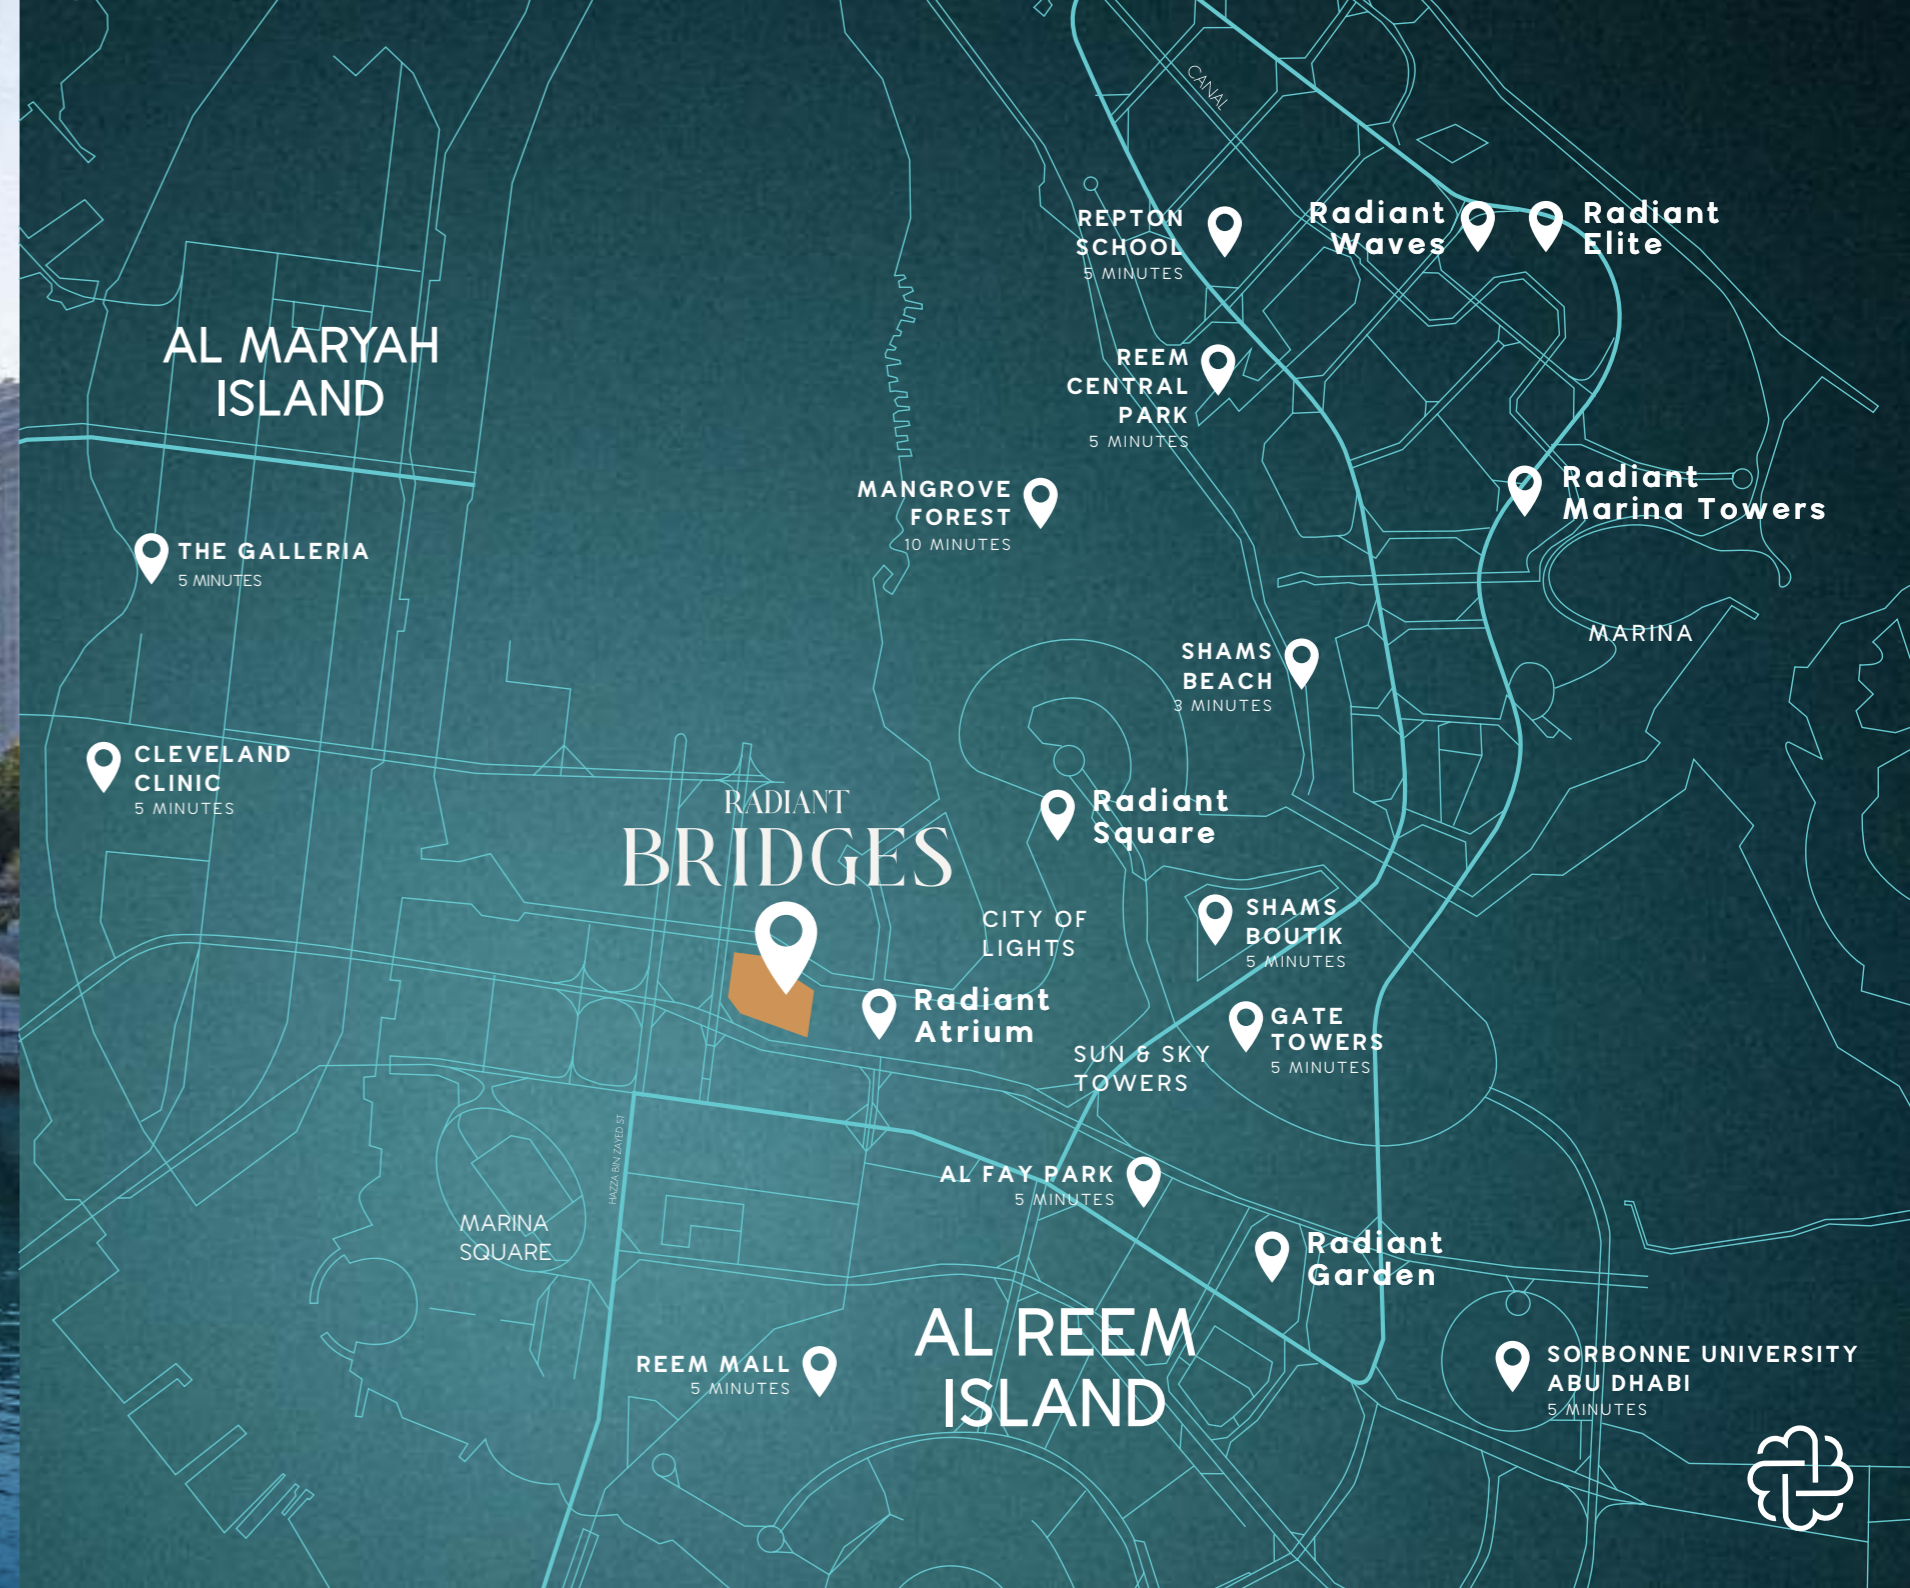 CANAL
REPTON
SCHOOL
5 MINUTES
Radiant
Waves
Radiant
Elite
AL MARYAH
ISLAND
REEM
CENTRAL
PARK
5 MINUTES
MANGROVE
FOREST
10 MINUTES
Radiant
Marina Towers
THE GALLERIA
5 MINUTES
MARINA
SHAMS
BEACH
3 MINUTES
CLEVELAND
CLINIC
5 MINUTES
RADIANT
BRIDGES
Radiant
Square
CITY OF
LIGHTS
SHAMS
BOUTIK
5 MINUTES
Radiant
Atrium
GATE
TOWERS
5 MINUTES
SUN & SKY
TOWERS
HAZZA BIN ZAYED ST
AL FAY PARK
5 MINUTES
MARINA
SQUARE
Radiant
Garden
AL REEM
ISLAND
REEM MALL
5 MINUTES
SORBONNE UNIVERSITY
ABU DHABI
5 MINUTES